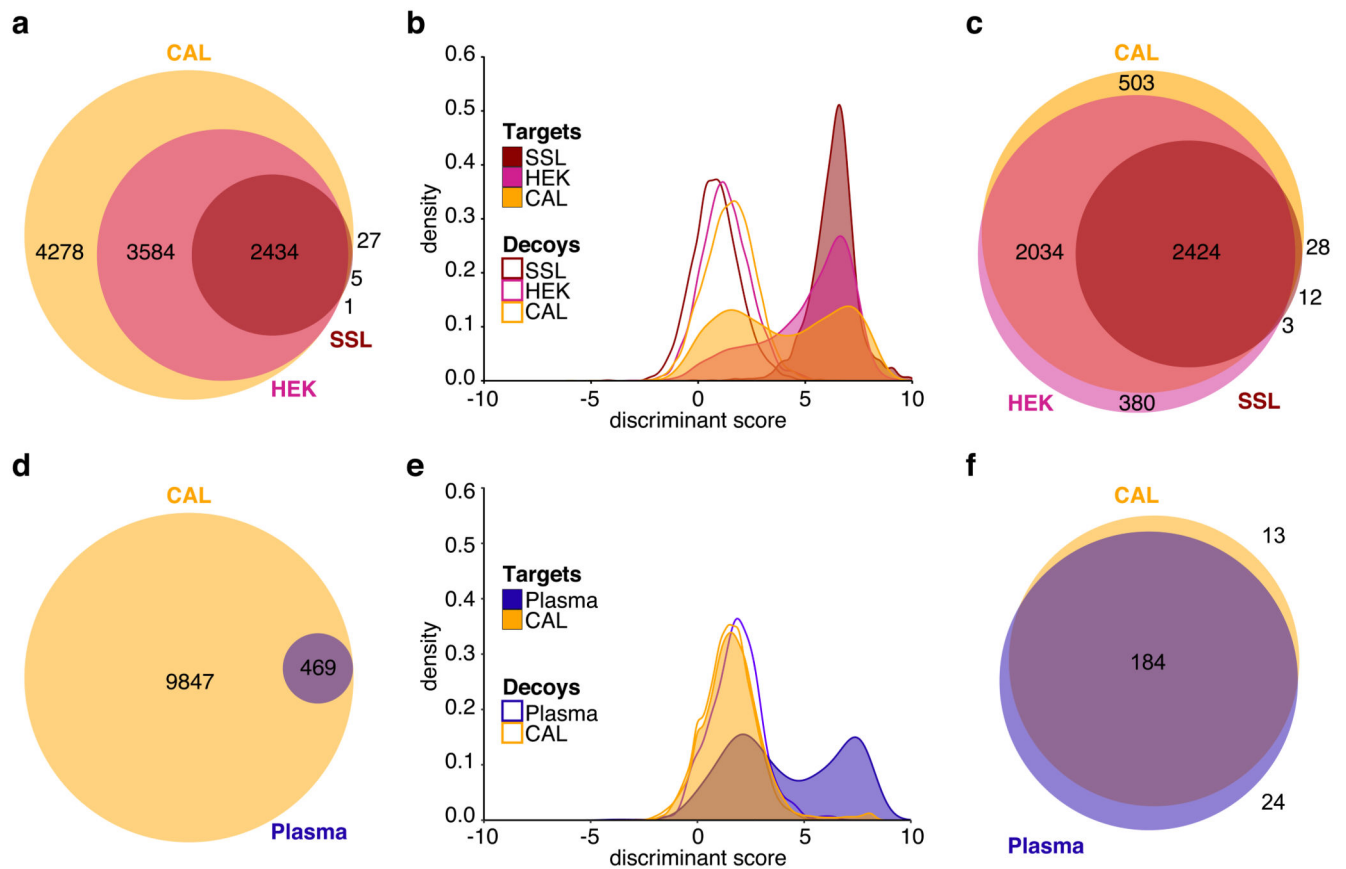 a
CAL
4278
3584
2434
27
5
1
SSL
HEK
b
0.6
0.5
0.4
0.3
0.2
0.1
0.0
density
Targets
SSL
HEK
CAL
Decoys
SSL
HEK
CAL
-10
-5
0
5
10
discriminant score
c
CAL
503
2034
2424
28
12
3
HEK
380
SSL
d
CAL
9847
469
Plasma
e
0.6
0.5
0.4
0.3
0.2
0.1
0.0
density
Targets
Plasma
CAL
Decoys
Plasma
CAL
-10
-5
0
5
10
discriminant score
f
CAL
13
184
24
Plasma